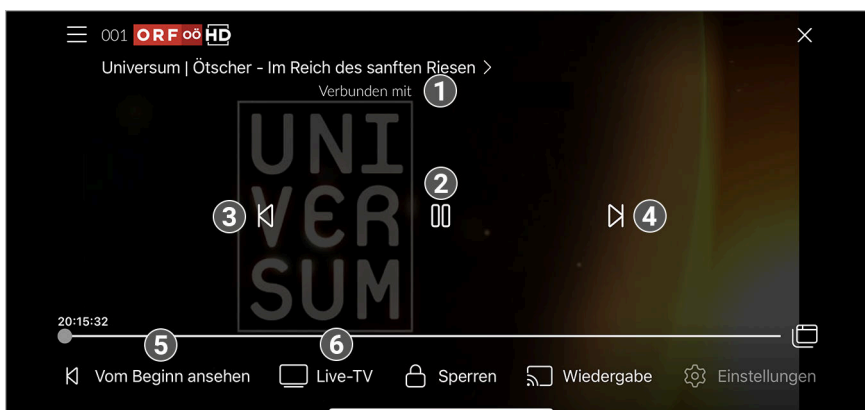 001 ORF oö HD
Universum | Ötscher - Im Reich des sanften Riesen >
Verbunden mit 1
UNI
VER
SUM
2
3
4
20:15:32
5 6
Vom Beginn ansehen Live-TV Sperren Wiedergabe Einstellungen